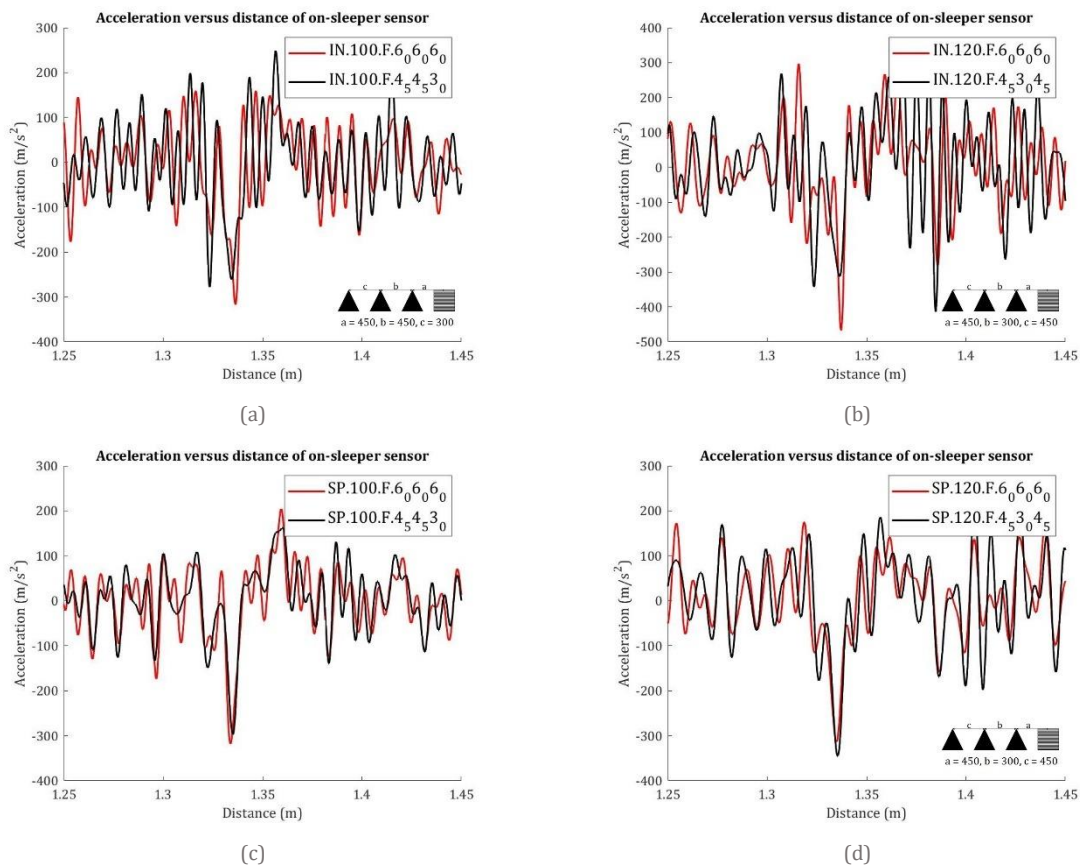 Acceleration versus distance of on-sleeper sensor
300
200
100
0
-100
-200
-300
-400
Acceleration (m/s²)
IN.100.F.6₀6₀6₀
IN.100.F.4₅4₅3₀
c b a
a = 450, b = 450, c = 300
1.25 1.3 1.35 1.4 1.45
Distance (m)
(a)
Acceleration versus distance of on-sleeper sensor
400
300
200
100
0
-100
-200
-300
-400
-500
Acceleration (m/s²)
IN.120.F.6₀6₀6₀
IN.120.F.4₅3₀4₅
c b a
a = 450, b = 300, c = 450
1.25 1.3 1.35 1.4 1.45
Distance (m)
(b)
Acceleration versus distance of on-sleeper sensor
300
200
100
0
-100
-200
-300
-400
Acceleration (m/s²)
SP.100.F.6₀6₀6₀
SP.100.F.4₅4₅3₀
1.25 1.3 1.35 1.4 1.45
Distance (m)
(c)
Acceleration versus distance of on-sleeper sensor
300
200
100
0
-100
-200
-300
-400
Acceleration (m/s²)
SP.120.F.6₀6₀6₀
SP.120.F.4₅3₀4₅
c b a
a = 450, b = 300, c = 450
1.25 1.3 1.35 1.4 1.45
Distance (m)
(d)